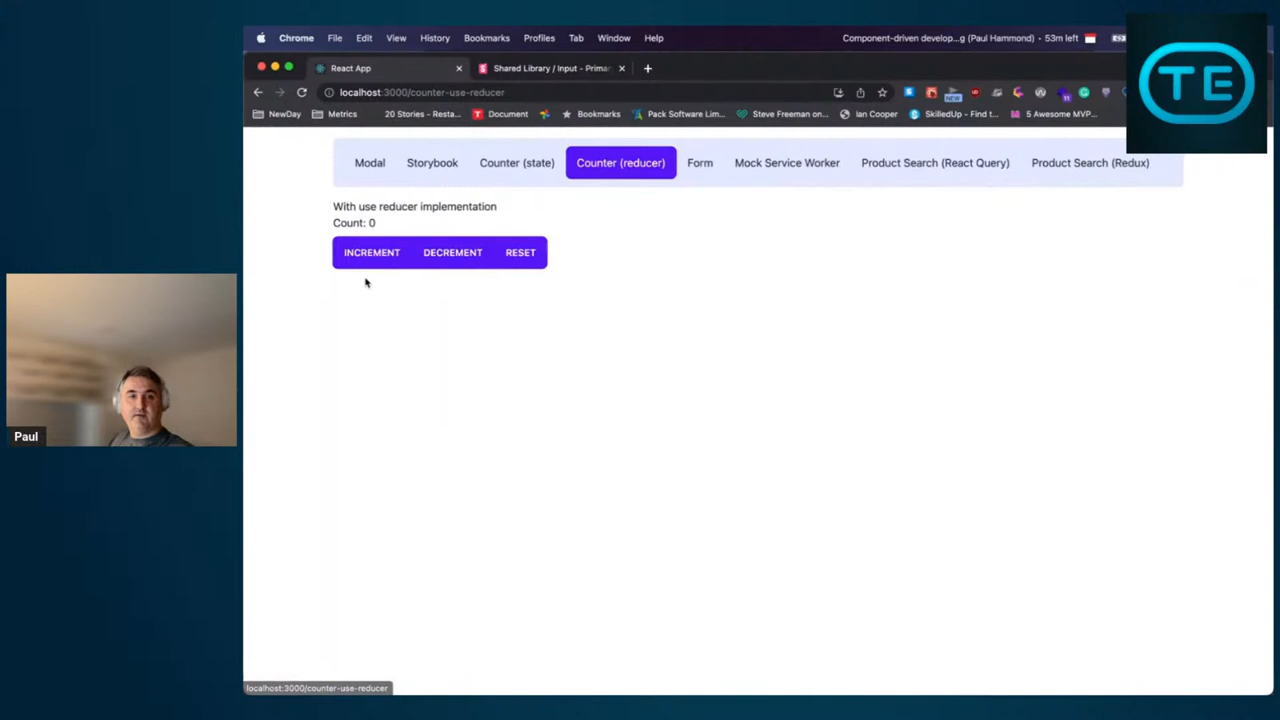 Chrome File Edit View History Bookmarks Profiles Tab Window Help Component-driven develop...g (Paul Hammond) • 53m left
React App Shared Library / Input - Prima
localhost:3000/counter-use-reducer NEW 11
NewDay Metrics 20 Stories - Resta... Document Bookmarks Pack Software Lim... Steve Freeman on... Ian Cooper SkilledUp - Find t... 5 Awesome MVP...
TE
Modal Storybook Counter (state) Counter (reducer) Form Mock Service Worker Product Search (React Query) Product Search (Redux)
With use reducer implementation
Count: 0
INCREMENT DECREMENT RESET
Paul
localhost:3000/counter-use-reducer